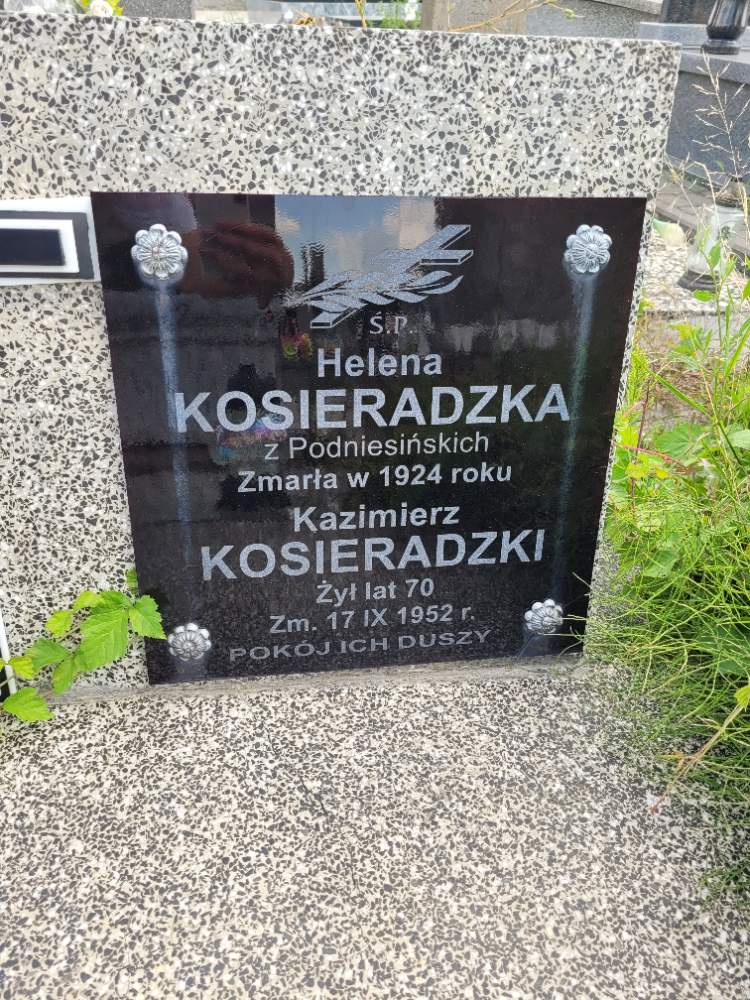 Ś.P.
Helena
KOSIERADZKA
z Podniesińskich
Zmarła w 1924 roku
Kazimierz
KOSIERADZKI
Żył lat 70
Zm. 17 IX 1952 r.
POKÓJ ICH DUSZY